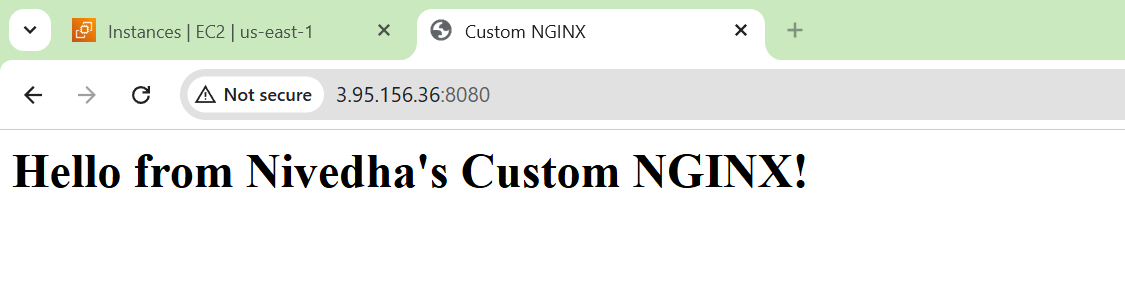 Instances | EC2 | us-east-1
Custom NGINX
Not secure
3.95.156.36:8080
Hello from Nivedha's Custom NGINX!